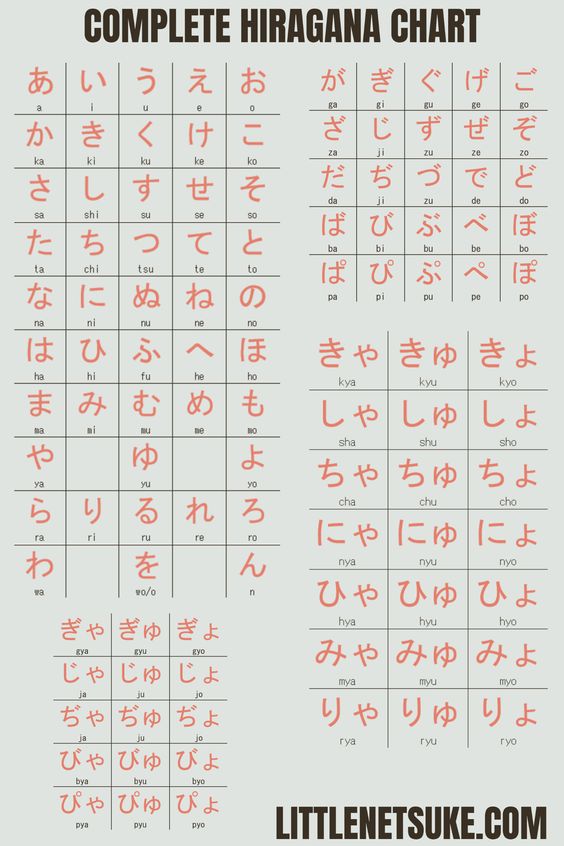 COMPLETE HIRAGANA CHART
あ い う え お
a i u e o
か き く け こ
ka ki ku ke ko
さ し す せ そ
sa shi su se so
た ち つ て と
ta chi tsu te to
な に ぬ ね の
na ni nu ne no
は ひ ふ へ ほ
ha hi fu he ho
ま み む め も
ma mi mu me mo
や ゆ よ
ya yu yo
ら り る れ ろ
ra ri ru re ro
わ を ん
wa wo/o n
が ぎ ぐ げ ご
ga gi gu ge go
ざ じ ず ぜ ぞ
za ji zu ze zo
だ ぢ づ で ど
da ji zu de do
ば び ぶ べ ぼ
ba bi bu be bo
ぱ ぴ ぷ ぺ ぽ
pa pi pu pe po
きゃ きゅ きょ
kya kyu kyo
しゃ しゅ しょ
sha shu sho
ちゃ ちゅ ちょ
cha chu cho
にゃ にゅ にょ
nya nyu nyo
ひゃ ひゅ ひょ
hya hyu hyo
みゃ みゅ みょ
mya myu myo
りゃ りゅ りょ
rya ryu ryo
ぎゃ ぎゅ ぎょ
gya gyu gyo
じゃ じゅ じょ
ja ju jo
ぢゃ ぢゅ ぢょ
ja ju jo
びゃ びゅ びょ
bya byu byo
ぴゃ ぴゅ ぴょ
pya pyu pyo
LITTLENETSUKE.COM